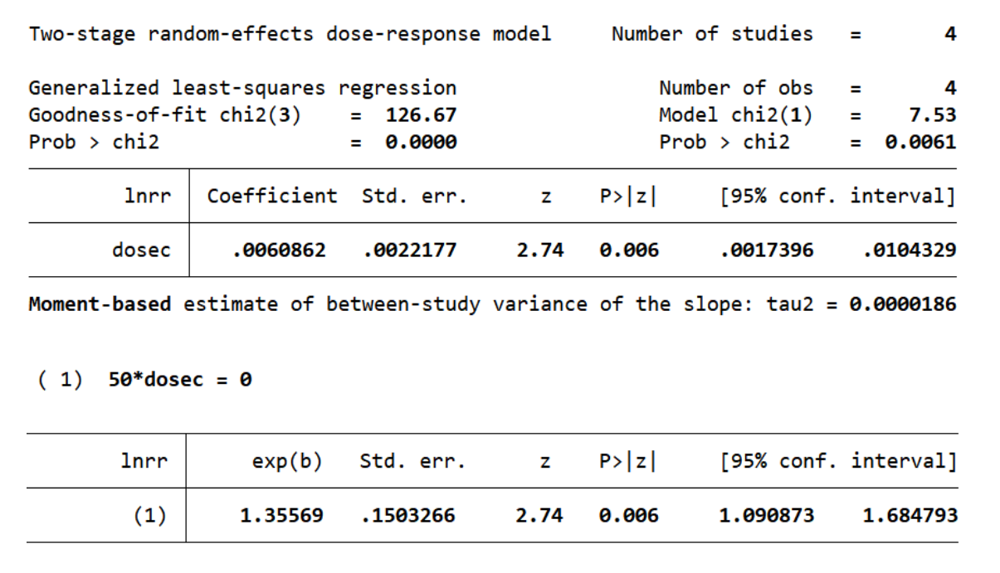 Two-stage random-effects dose-response model Number of studies = 4
Generalized least-squares regression Number of obs = 4
Goodness-of-fit chi2(3) = 126.67 Model chi2(1) = 7.53
Prob > chi2 = 0.0000 Prob > chi2 = 0.0061
lnrr Coefficient Std. err. z P>|z| [95% conf. interval]
dosec .0060862 .0022177 2.74 0.006 .0017396 .0104329
Moment-based estimate of between-study variance of the slope: tau2 = 0.0000186
( 1) 50*dosec = 0
lnrr exp(b) Std. err. z P>|z| [95% conf. interval]
(1) 1.35569 .1503266 2.74 0.006 1.090873 1.684793